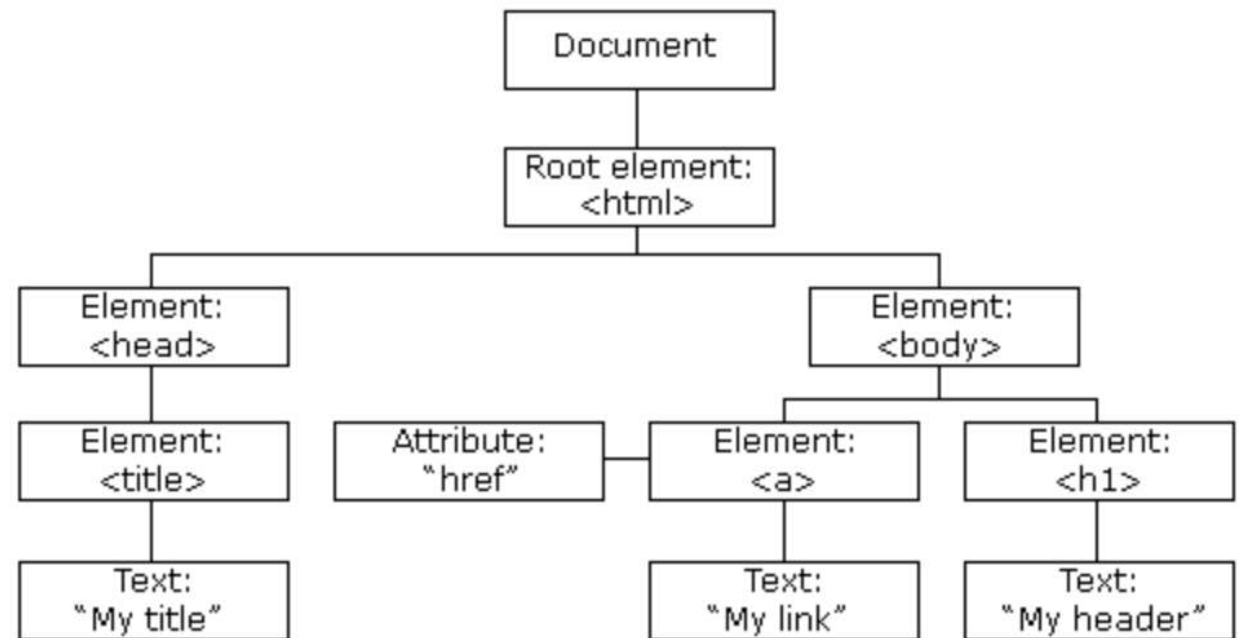 Document
Root element:
<html>
Element:
<head>
Element:
<body>
Element:
<title>
Attribute:
“href”
Element:
<a>
Element:
<h1>
Text:
“My title”
Text:
“My link”
Text:
“My header”